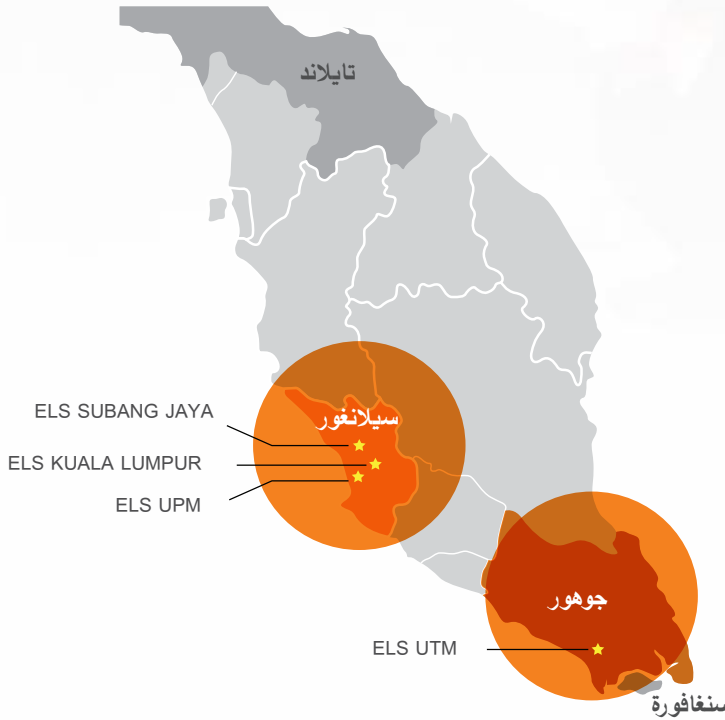 تايلاند
سيلانغور
ELS SUBANG JAYA
ELS KUALA LUMPUR
ELS UPM
جوهور
ELS UTM
سنغافورة